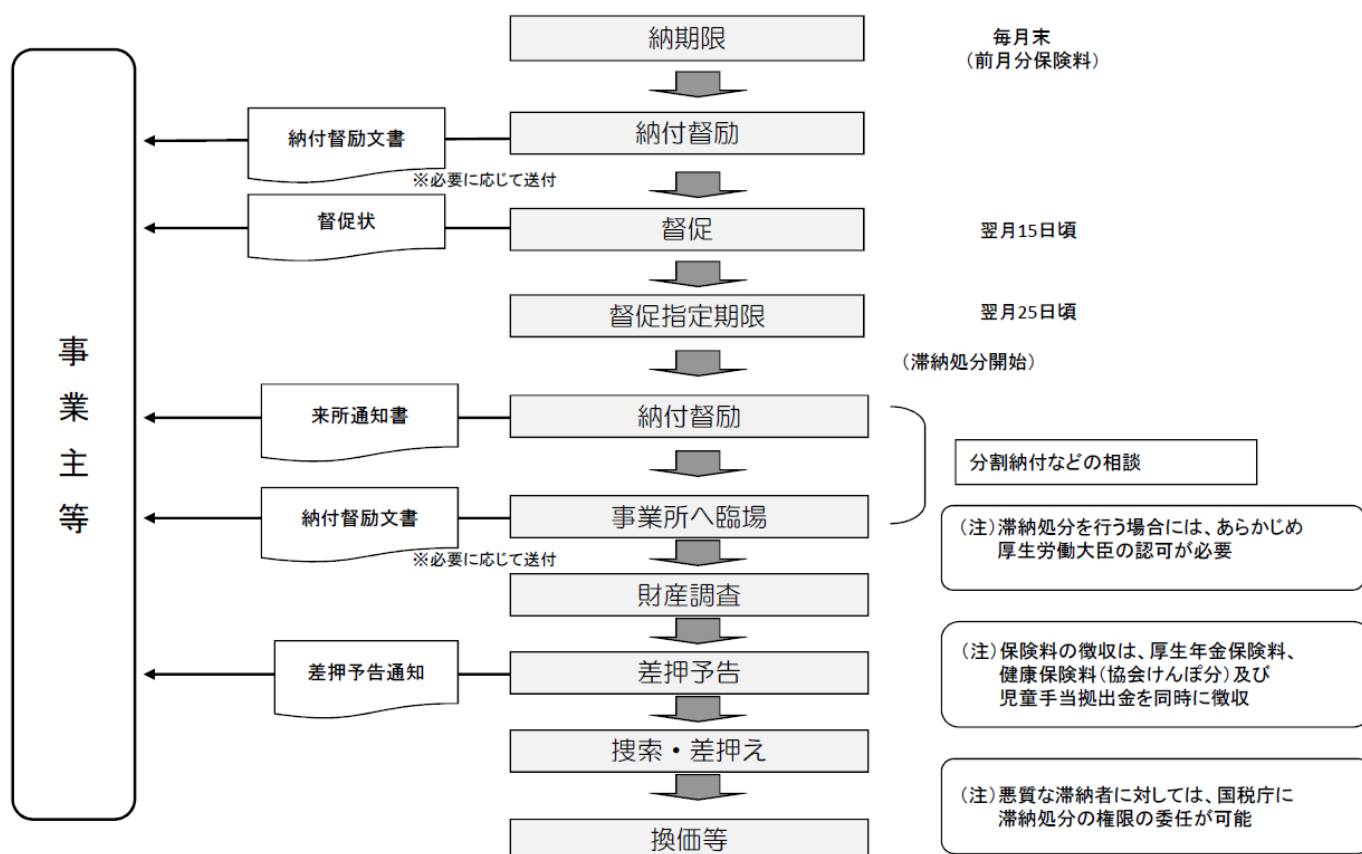 納期限
毎月末
（前月分保険料）
納付督励文書
納付督励
※必要に応じて送付
督促状
督促
翌月15日頃
督促指定期限
翌月25日頃
（滞納処分開始）
事業主等
来所通知書
納付督励
分割納付などの相談
納付督励文書
事業所へ臨場
※必要に応じて送付
（注）滞納処分を行う場合には、あらかじめ
厚生労働大臣の認可が必要
財産調査
差押予告通知
差押予告
（注）保険料の徴収は、厚生年金保険料、
健康保険料（協会けんぽ分）及び
児童手当拠出金を同時に徴収
捜索・差押え
（注）悪質な滞納者に対しては、国税庁に
滞納処分の権限の委任が可能
換価等